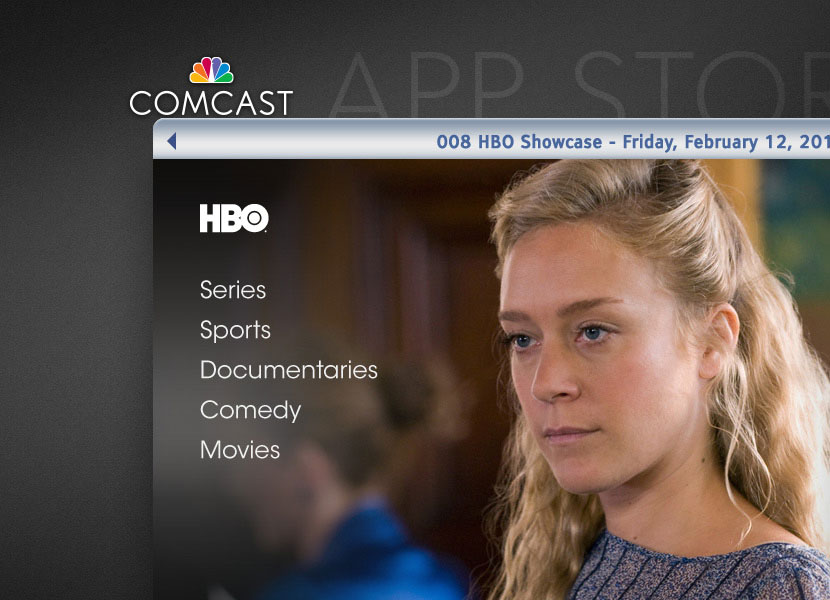 APP STOR
COMCAST
008 HBO Showcase - Friday, February 12, 201
HBO
Series
Sports
Documentaries
Comedy
Movies